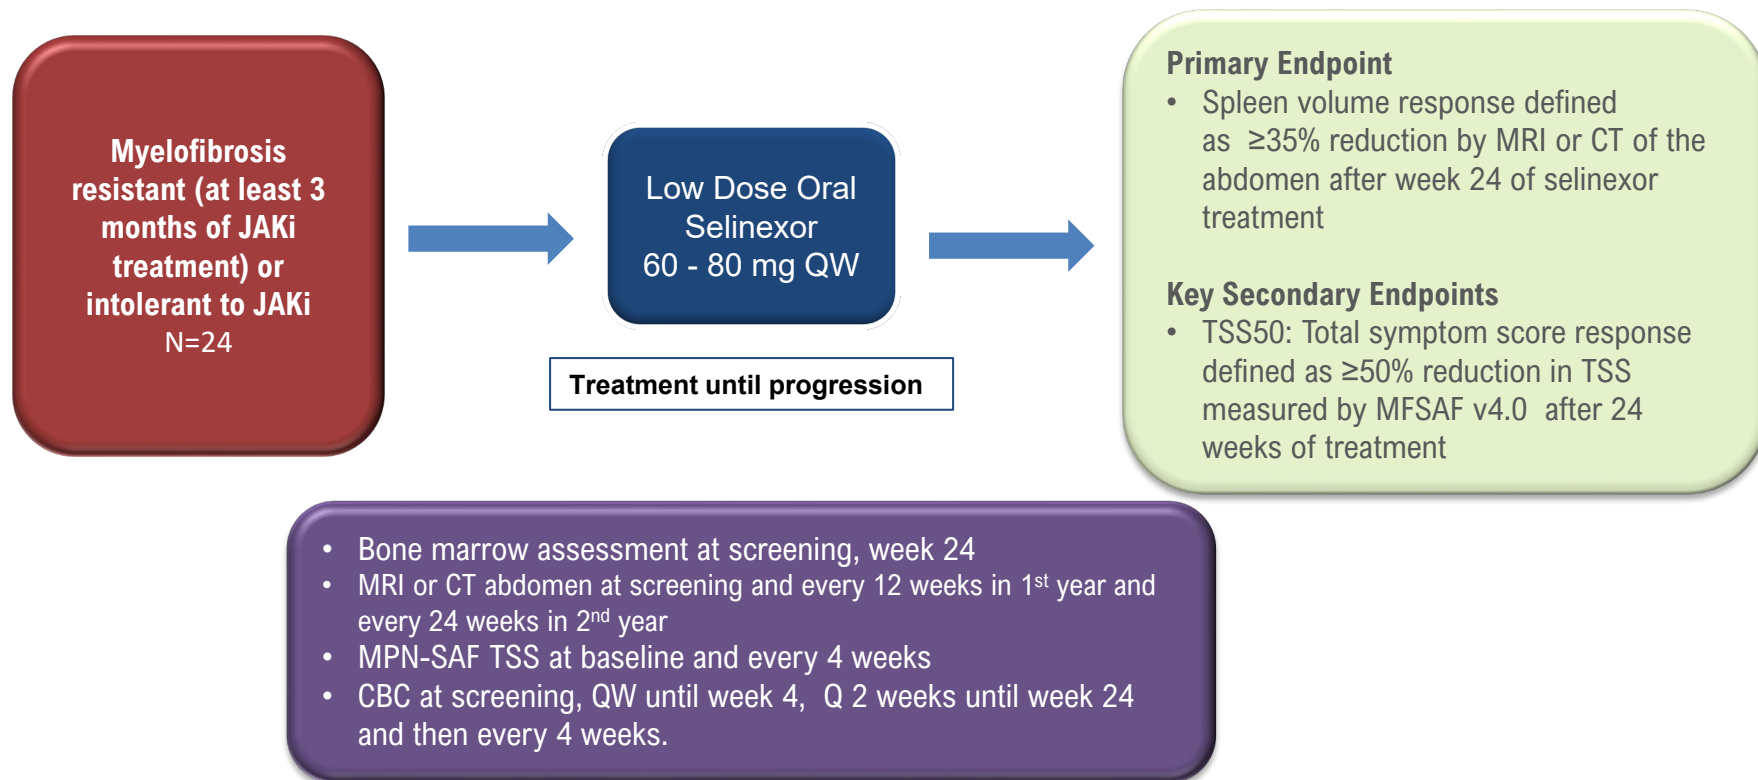 Myelofibrosis
resistant (at least 3
months of JAKi
treatment) or
intolerant to JAKi
N=24
Low Dose Oral
Selinexor
60 - 80 mg QW
Treatment until progression
Primary Endpoint
• Spleen volume response defined
as ≥35% reduction by MRI or CT of the
abdomen after week 24 of selinexor
treatment
Key Secondary Endpoints
• TSS50: Total symptom score response
defined as ≥50% reduction in TSS
measured by MFSAF v4.0 after 24
weeks of treatment
• Bone marrow assessment at screening, week 24
• MRI or CT abdomen at screening and every 12 weeks in 1st year and
every 24 weeks in 2nd year
• MPN-SAF TSS at baseline and every 4 weeks
• CBC at screening, QW until week 4, Q 2 weeks until week 24
and then every 4 weeks.